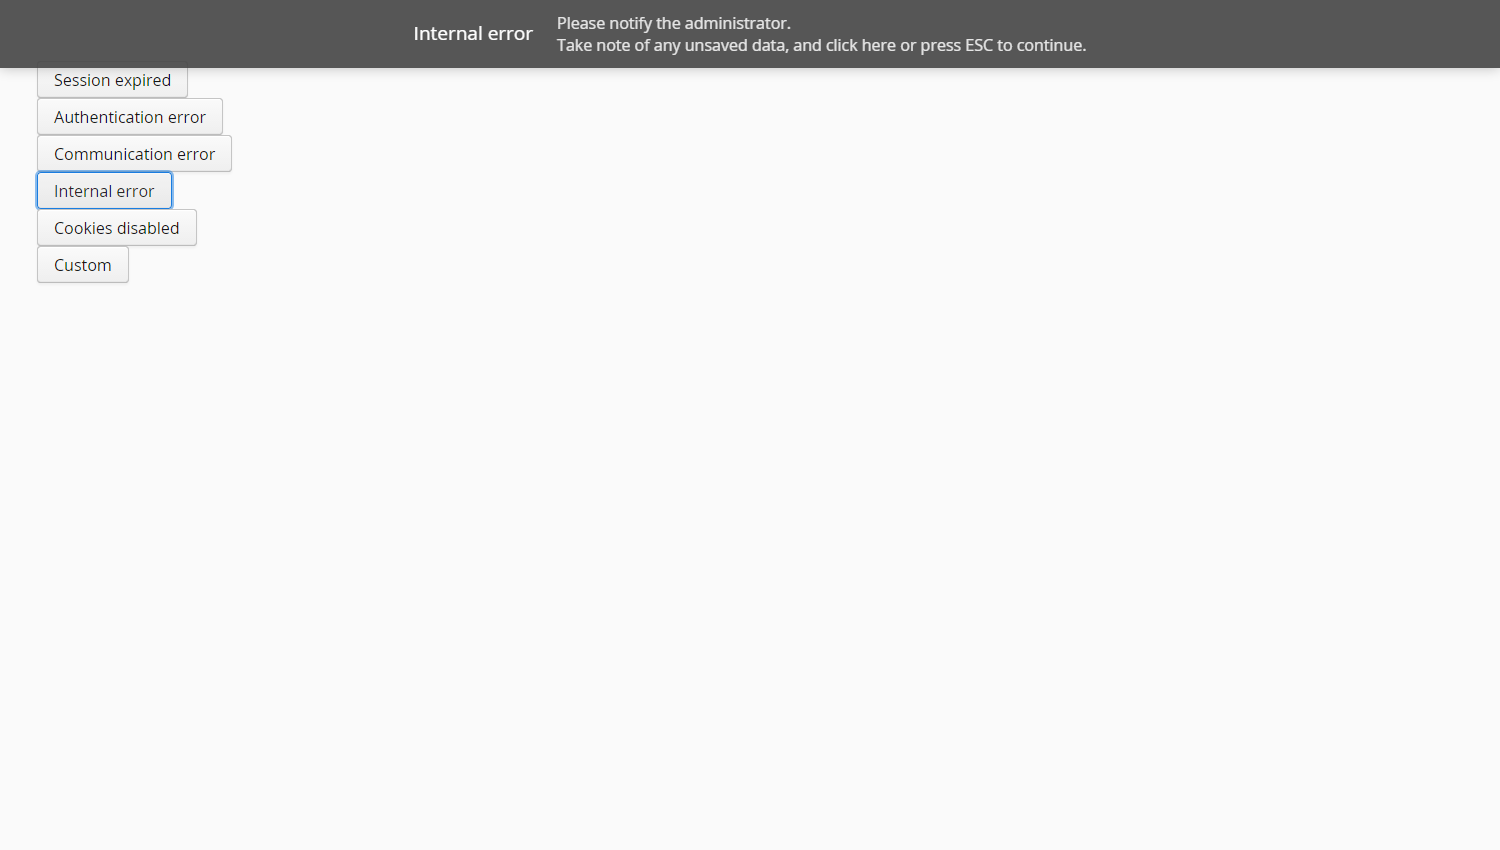 Internal error
Please notify the administrator.
Take note of any unsaved data, and click here or press ESC to continue.
Session expired
Authentication error
Communication error
Internal error
Cookies disabled
Custom